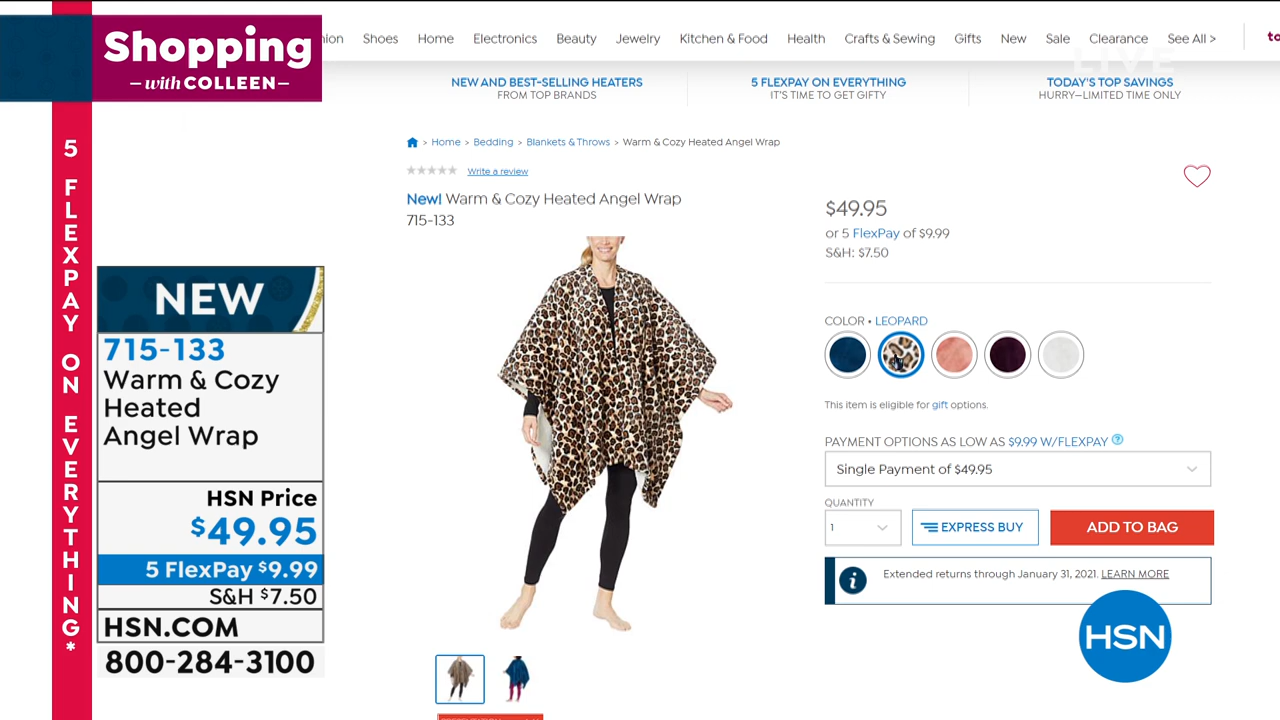 Shopping
with COLLEEN
5 FLEXPAY ON EVERYTHING*
NEW
715-133
Warm & Cozy
Heated
Angel Wrap
HSN Price
$49.95
5 FlexPay $9.99
S&H $7.50
HSN.COM
800-284-3100
Shoes Home Electronics Beauty Jewelry Kitchen & Food Health Crafts & Sewing Gifts New Sale Clearance See All >
LIVE
NEW AND BEST-SELLING HEATERS
FROM TOP BRANDS
5 FLEXPAY ON EVERYTHING
IT'S TIME TO GET GIFTY
TODAY'S TOP SAVINGS
HURRY—LIMITED TIME ONLY
> Home > Bedding > Blankets & Throws > Warm & Cozy Heated Angel Wrap
Write a review
New! Warm & Cozy Heated Angel Wrap
715-133
$49.95
or 5 FlexPay of $9.99
S&H: $7.50
COLOR • LEOPARD
This item is eligible for gift options.
PAYMENT OPTIONS AS LOW AS $9.99 W/FLEXPAY ?
Single Payment of $49.95
QUANTITY
1
EXPRESS BUY
ADD TO BAG
i Extended returns through January 31, 2021. LEARN MORE
HSN